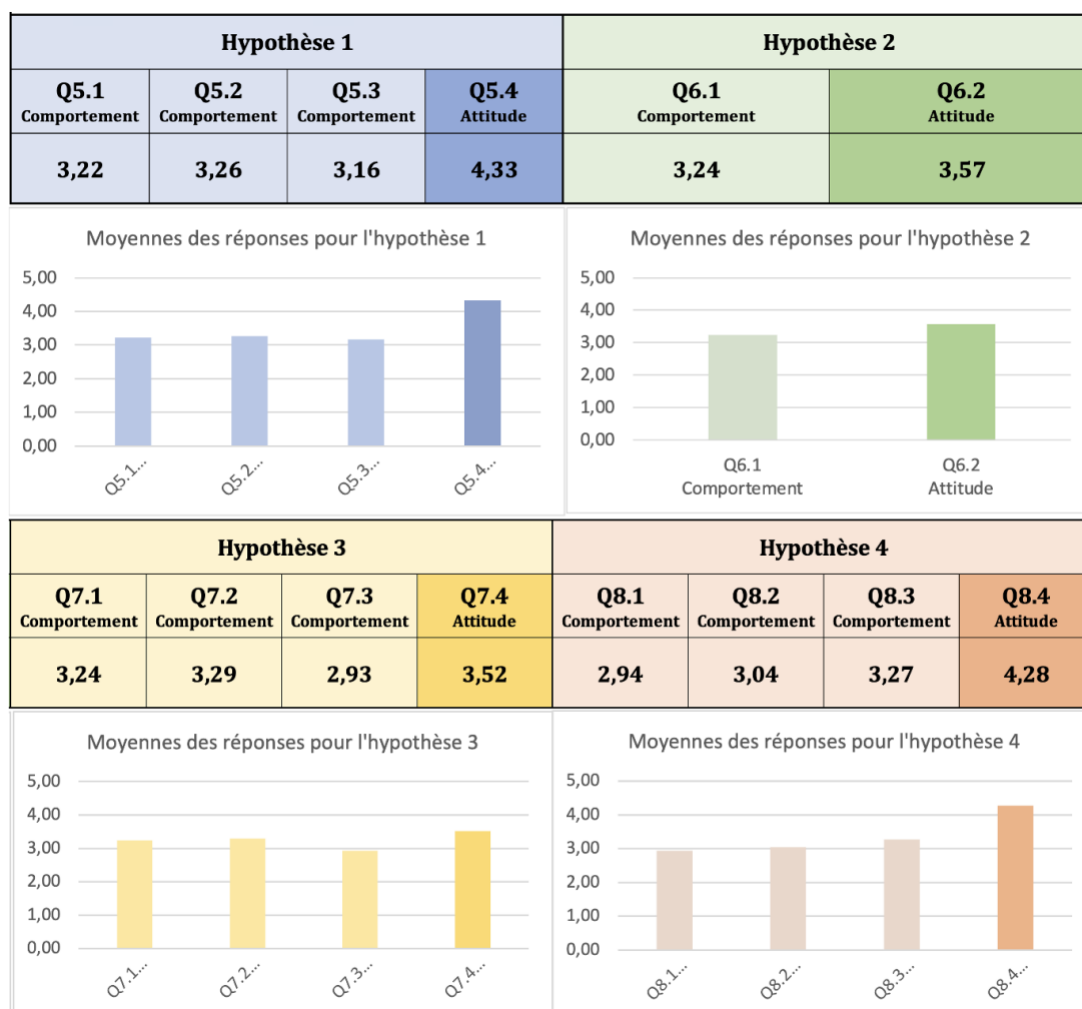 Hypothèse 1
Hypothèse 2
Q5.1
Comportement
Q5.2
Comportement
Q5.3
Comportement
Q5.4
Attitude
Q6.1
Comportement
Q6.2
Attitude
3,22
3,26
3,16
4,33
3,24
3,57
Moyennes des réponses pour l'hypothèse 1
5,00
4,00
3,00
2,00
1,00
0,00
Q5.1...
Q5.2...
Q5.3...
Q5.4...
Moyennes des réponses pour l'hypothèse 2
5,00
4,00
3,00
2,00
1,00
0,00
Q6.1
Comportement
Q6.2
Attitude
Hypothèse 3
Hypothèse 4
Q7.1
Comportement
Q7.2
Comportement
Q7.3
Comportement
Q7.4
Attitude
Q8.1
Comportement
Q8.2
Comportement
Q8.3
Comportement
Q8.4
Attitude
3,24
3,29
2,93
3,52
2,94
3,04
3,27
4,28
Moyennes des réponses pour l'hypothèse 3
5,00
4,00
3,00
2,00
1,00
0,00
Q7.1...
Q7.2...
Q7.3...
Q7.4...
Moyennes des réponses pour l'hypothèse 4
5,00
4,00
3,00
2,00
1,00
0,00
Q8.1...
Q8.2...
Q8.3...
Q8.4...